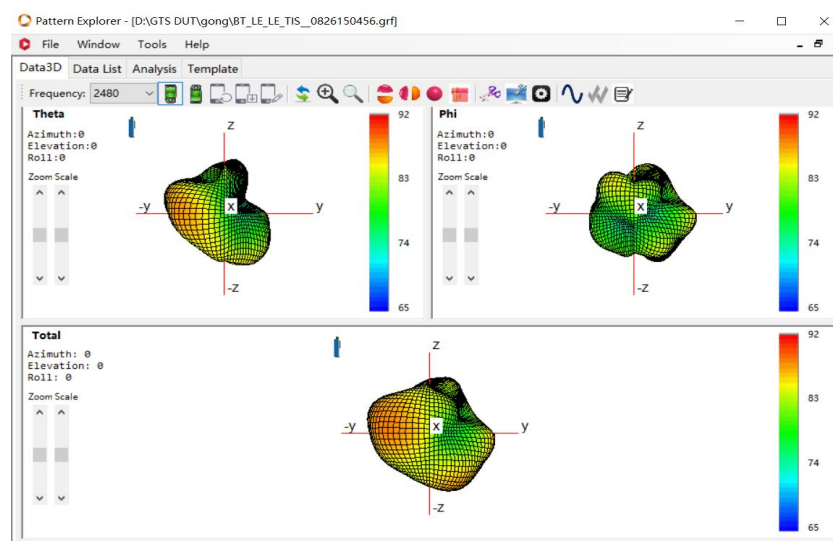 Pattern Explorer - [D:\GTS DUT\gong\BT_LE_LE_TIS__0826150456.grf]
File Window Tools Help
Data3D Data List Analysis Template
Frequency: 2480
Theta
Azimuth:0
Elevation:0
Roll:0
Zoom Scale
z
-y
x
y
-z
92
83
74
65
Phi
Azimuth:0
Elevation:0
Roll:0
Zoom Scale
z
-y
x
y
-z
92
83
74
65
Total
Azimuth: 0
Elevation: 0
Roll: 0
Zoom Scale
z
-y
x
y
-z
92
83
74
65